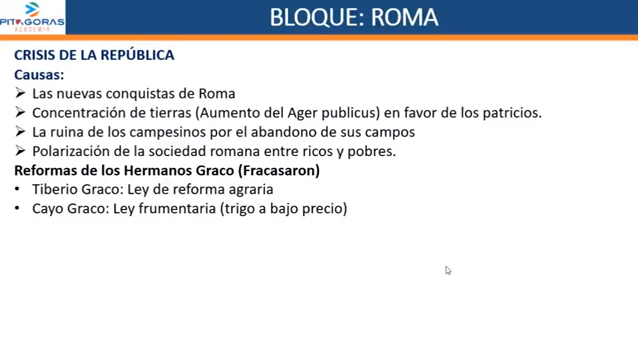 PITAGORAS
ACADEMIA
BLOQUE: ROMA
CRISIS DE LA REPÚBLICA
Causas:
➢ Las nuevas conquistas de Roma
➢ Concentración de tierras (Aumento del Ager publicus) en favor de los patricios.
➢ La ruina de los campesinos por el abandono de sus campos
➢ Polarización de la sociedad romana entre ricos y pobres.
Reformas de los Hermanos Graco (Fracasaron)
• Tiberio Graco: Ley de reforma agraria
• Cayo Graco: Ley frumentaria (trigo a bajo precio)